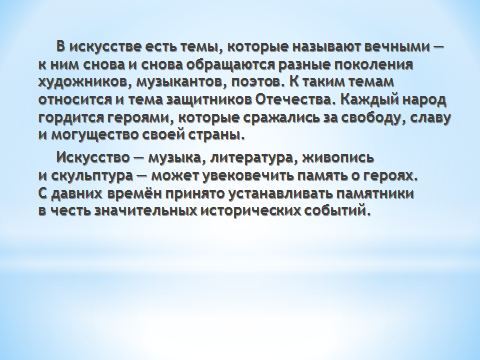 В искусстве есть темы, которые называют вечными —
к ним снова и снова обращаются разные поколения
художников, музыкантов, поэтов. К таким темам
относится и тема защитников Отечества. Каждый народ
гордится героями, которые сражались за свободу, славу
и могущество своей страны.
Искусство — музыка, литература, живопись
и скульптура — может увековечить память о героях.
С давних времён принято устанавливать памятники
в честь значительных исторических событий.